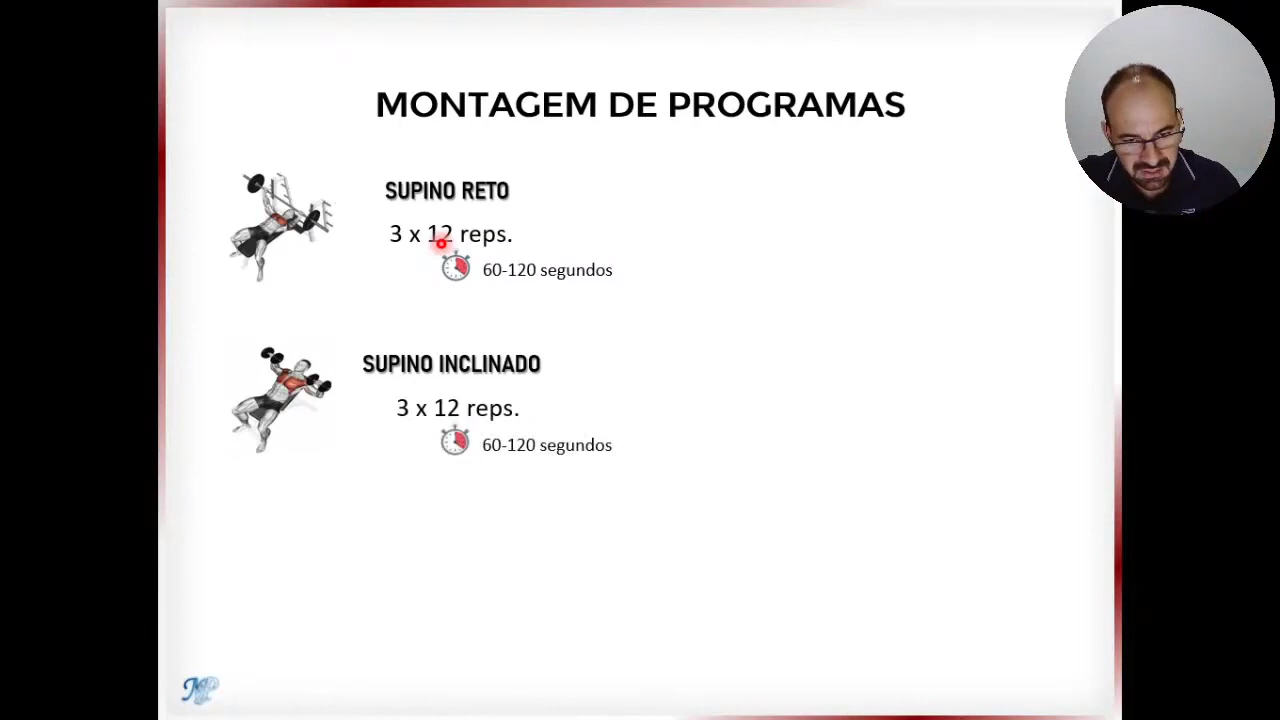 MONTAGEM DE PROGRAMAS
SUPINO RETO
3 x 12 reps.
60-120 segundos
SUPINO INCLINADO
3 x 12 reps.
60-120 segundos